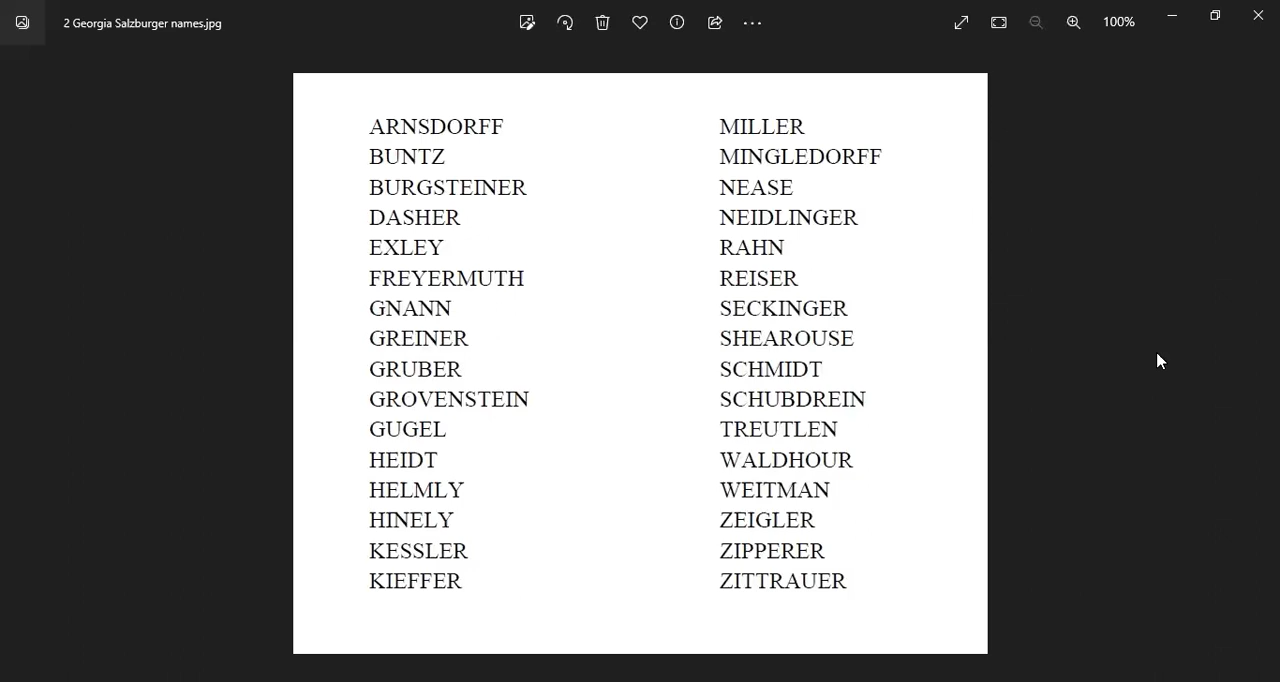 2 Georgia Salzburger names.jpg
100%
ARNSDORFF
BUNTZ
BURGSTEINER
DASHER
EXLEY
FREYERMUTH
GNANN
GREINER
GRUBER
GROVENSTEIN
GUGEL
HEIDT
HELMLY
HINELY
KESSLER
KIEFFER
MILLER
MINGLEDORFF
NEASE
NEIDLINGER
RAHN
REISER
SECKINGER
SHEAROUSE
SCHMIDT
SCHUBDREIN
TREUTLEN
WALDHOUR
WEITMAN
ZEIGLER
ZIPPERER
ZITTRAUER